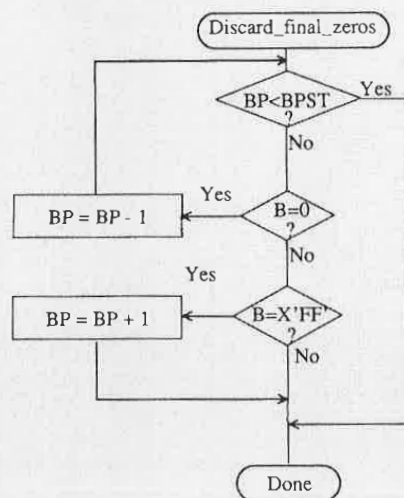 Discard_final_zeros
BP<BPST
?
Yes
No
Yes
BP = BP - 1
B=0
?
No
Yes
BP = BP + 1
B=X'FF'
?
No
Done